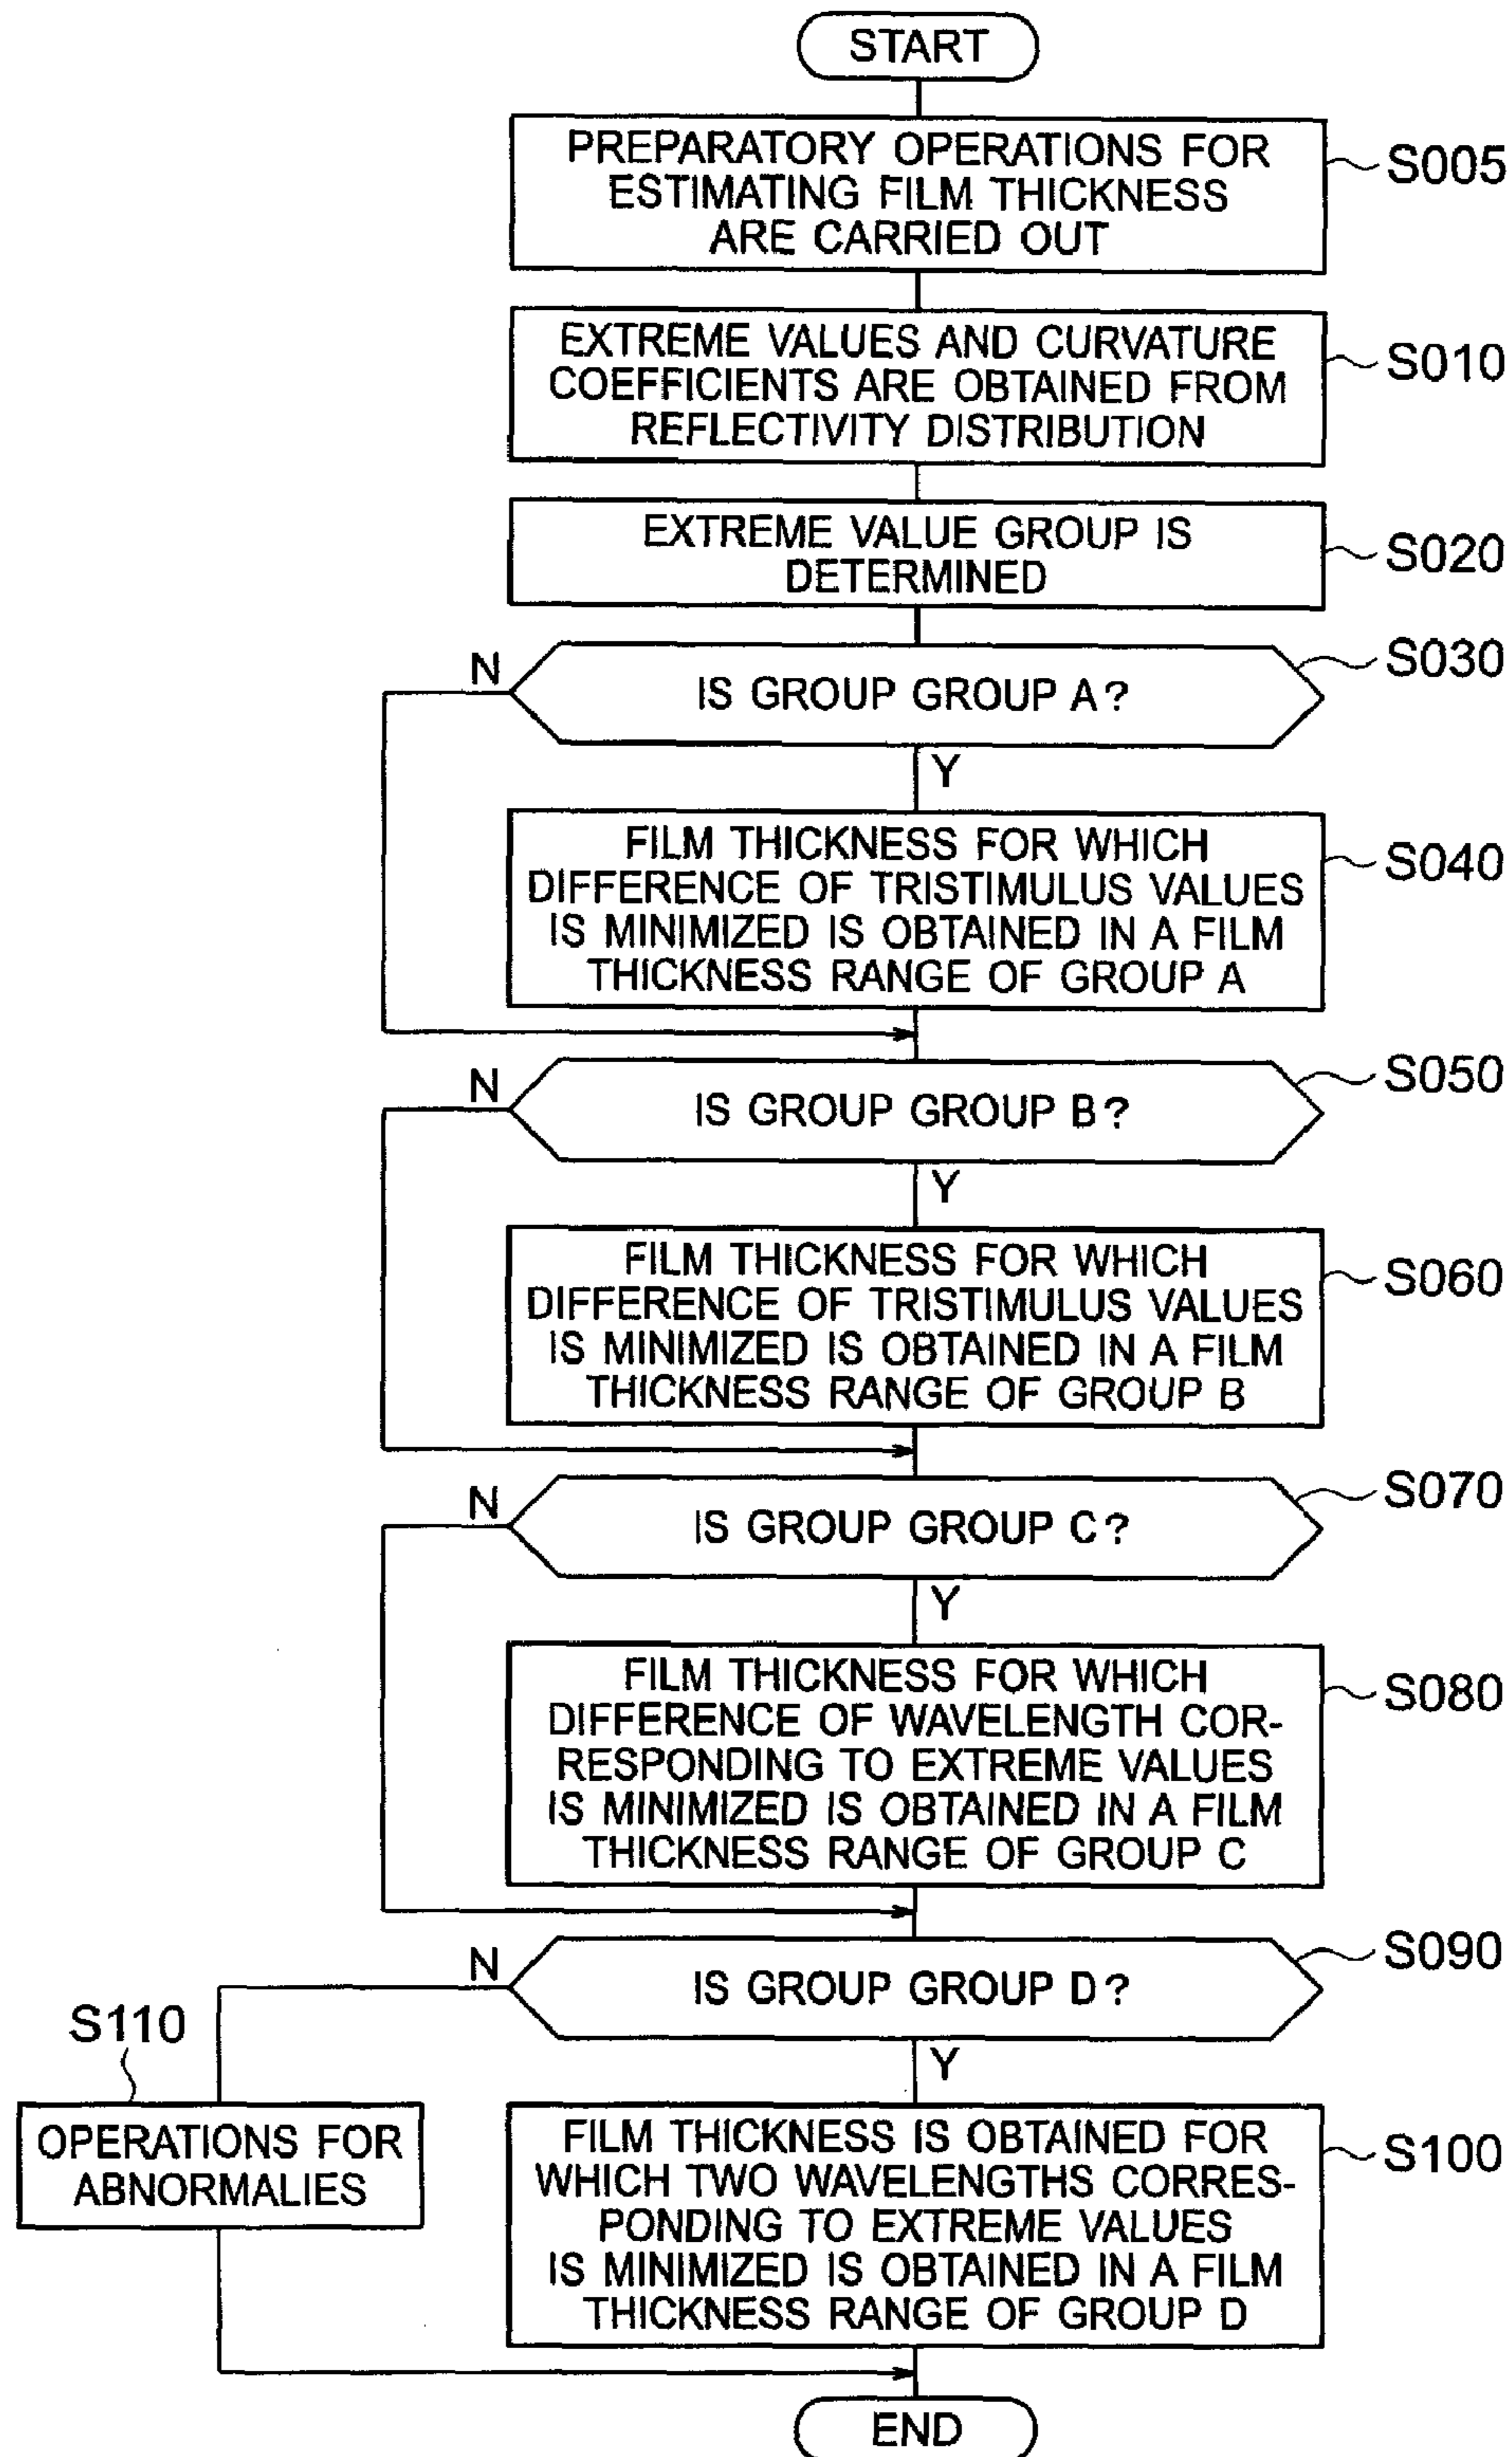 START
PREPARATORY OPERATIONS FOR
ESTIMATING FILM THICKNESS
ARE CARRIED OUT
S005
EXTREME VALUES AND CURVATURE
COEFFICIENTS ARE OBTAINED FROM
REFLECTIVITY DISTRIBUTION
S010
EXTREME VALUE GROUP IS
DETERMINED
S020
IS GROUP GROUP A?
S030
N
Y
FILM THICKNESS FOR WHICH
DIFFERENCE OF TRISTIMULUS VALUES
IS MINIMIZED IS OBTAINED IN A FILM
THICKNESS RANGE OF GROUP A
S040
IS GROUP GROUP B?
S050
N
Y
FILM THICKNESS FOR WHICH
DIFFERENCE OF TRISTIMULUS VALUES
IS MINIMIZED IS OBTAINED IN A FILM
THICKNESS RANGE OF GROUP B
S060
IS GROUP GROUP C?
S070
N
Y
FILM THICKNESS FOR WHICH
DIFFERENCE OF WAVELENGTH COR-
RESPONDING TO EXTREME VALUES
IS MINIMIZED IS OBTAINED IN A FILM
THICKNESS RANGE OF GROUP C
S080
IS GROUP GROUP D?
S090
N
Y
S110
OPERATIONS FOR
ABNORMALIES
FILM THICKNESS IS OBTAINED FOR
WHICH TWO WAVELENGTHS CORRES-
PONDING TO EXTREME VALUES
IS MINIMIZED IS OBTAINED IN A FILM
THICKNESS RANGE OF GROUP D
S100
END